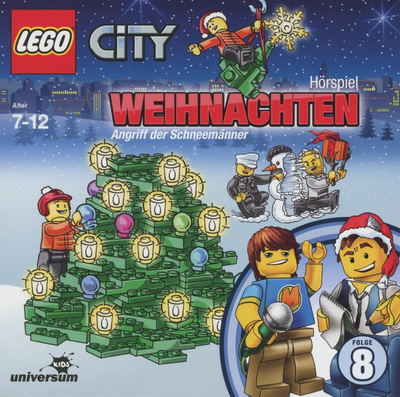 LEGO
CITY
Hörspiel
Alter
7-12
WEIHNACHTEN
Angriff der Schneemänner
M
FOLGE
8
KIDS
universum